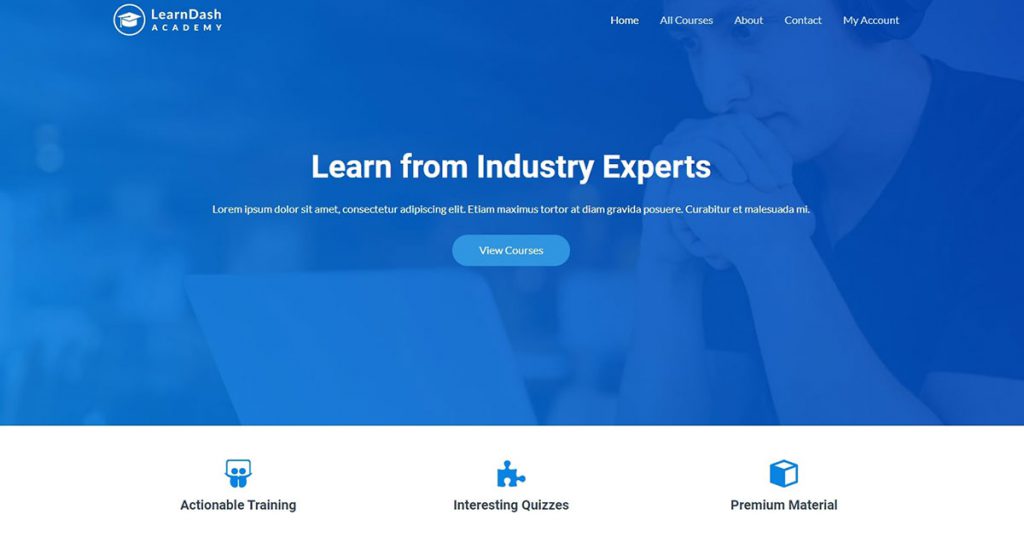 LearnDash
ACADEMY
Home All Courses About Contact My Account
Learn from Industry Experts
Lorem ipsum dolor sit amet, consectetur adipiscing elit. Etiam maximus tortor at diam gravida posuere. Curabitur et malesuada mi.
View Courses
Actionable Training Interesting Quizzes Premium Material